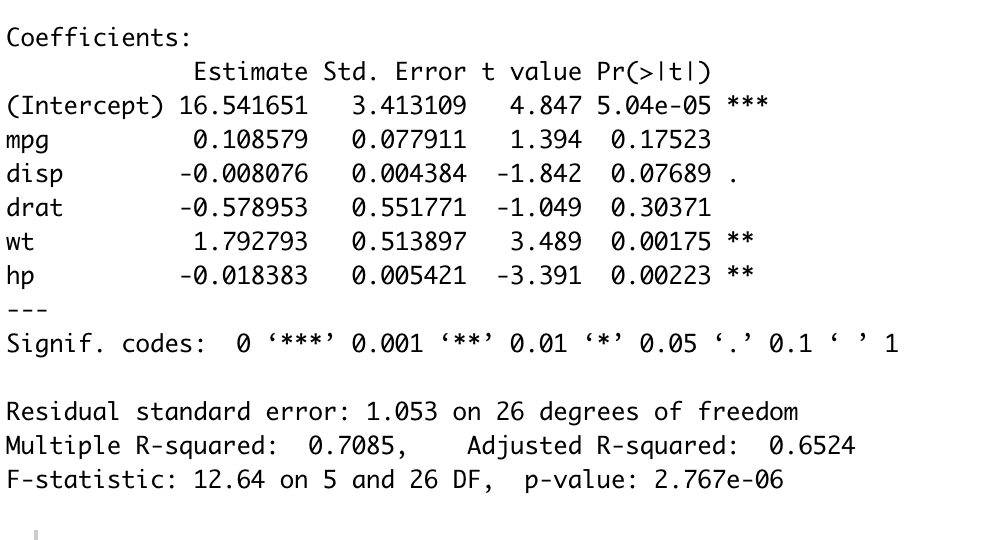 Coefficients:
             Estimate Std. Error t value Pr(>|t|)
(Intercept) 16.541651   3.413109   4.847 5.04e-05 ***
mpg          0.108579   0.077911   1.394  0.17523
disp        -0.008076   0.004384  -1.842  0.07689 .
drat        -0.578953   0.551771  -1.049  0.30371
wt           1.792793   0.513897   3.489  0.00175 **
hp          -0.018383   0.005421  -3.391  0.00223 **
---
Signif. codes:  0 ‘***’ 0.001 ‘**’ 0.01 ‘*’ 0.05 ‘.’ 0.1 ‘ ’ 1
Residual standard error: 1.053 on 26 degrees of freedom
Multiple R-squared:  0.7085,    Adjusted R-squared:  0.6524
F-statistic: 12.64 on 5 and 26 DF,  p-value: 2.767e-06